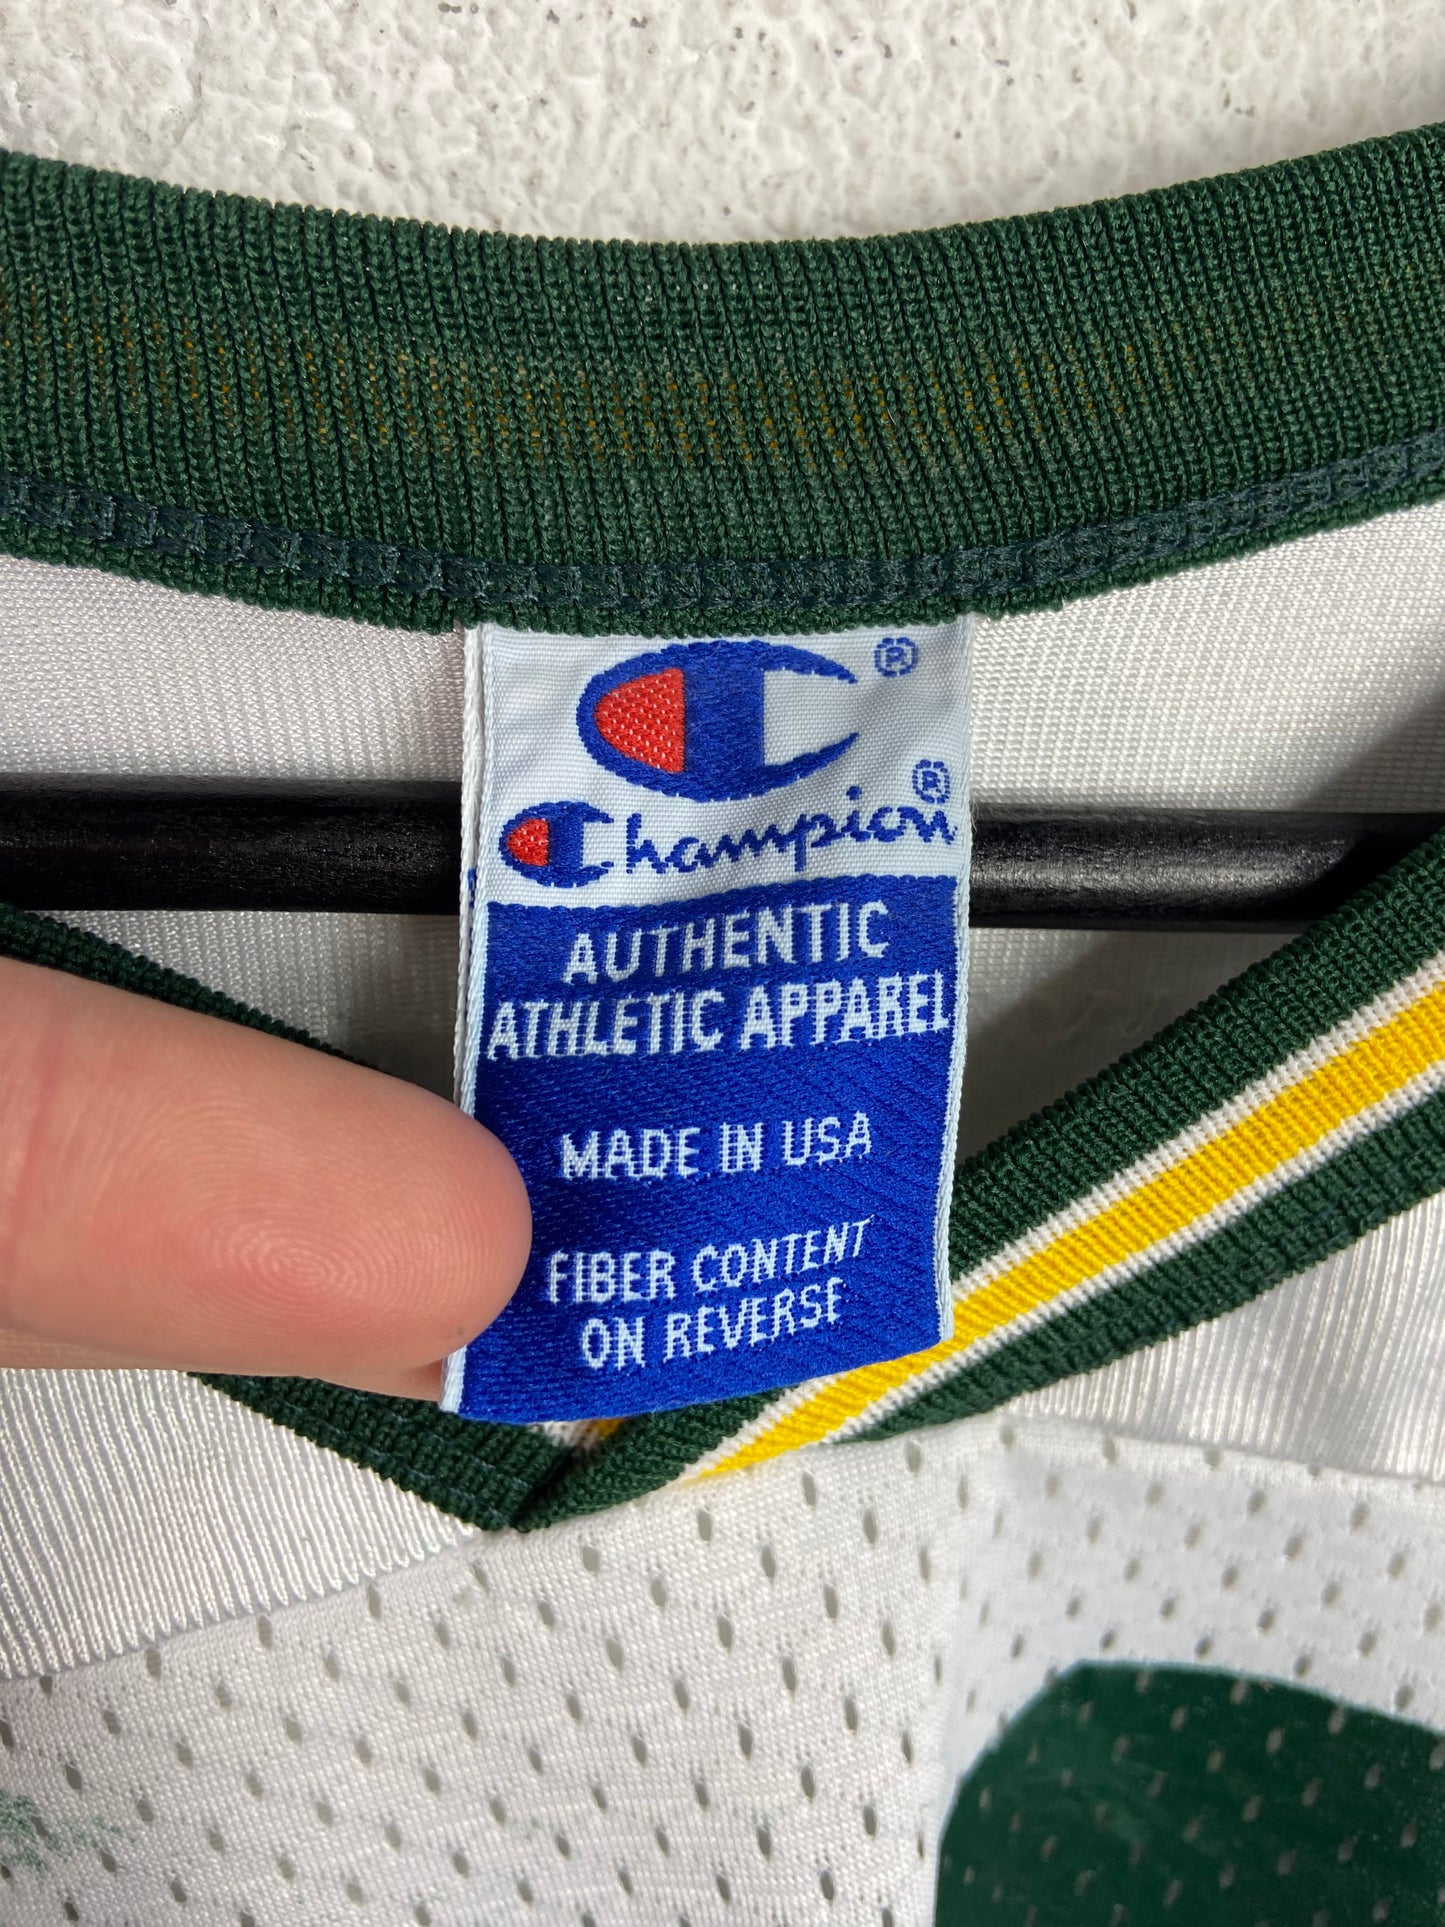 ®
Champion®
AUTHENTIC
ATHLETIC APPAREL
MADE IN USA
FIBER CONTENT
ON REVERSE